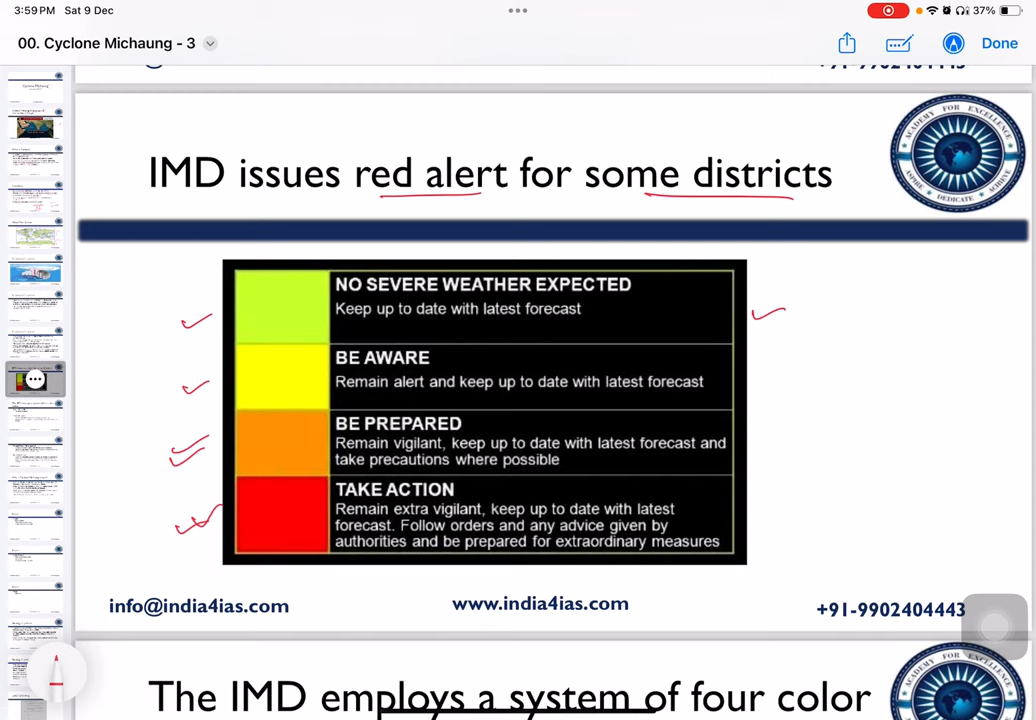 3:59 PM Sat 9 Dec
37%
00. Cyclone Michaung - 3
Done
IMD issues red alert for some districts
ACADEMY FOR EXCELLENCE
ASPIRE DEDICATE ACHIEVE
NO SEVERE WEATHER EXPECTED
Keep up to date with latest forecast
BE AWARE
Remain alert and keep up to date with latest forecast
BE PREPARED
Remain vigilant, keep up to date with latest forecast and
take precautions where possible
TAKE ACTION
Remain extra vigilant, keep up to date with latest
forecast. Follow orders and any advice given by
authorities and be prepared for extraordinary measures
info@india4ias.com
www.india4ias.com
+91-9902404443
The IMD employs a system of four color